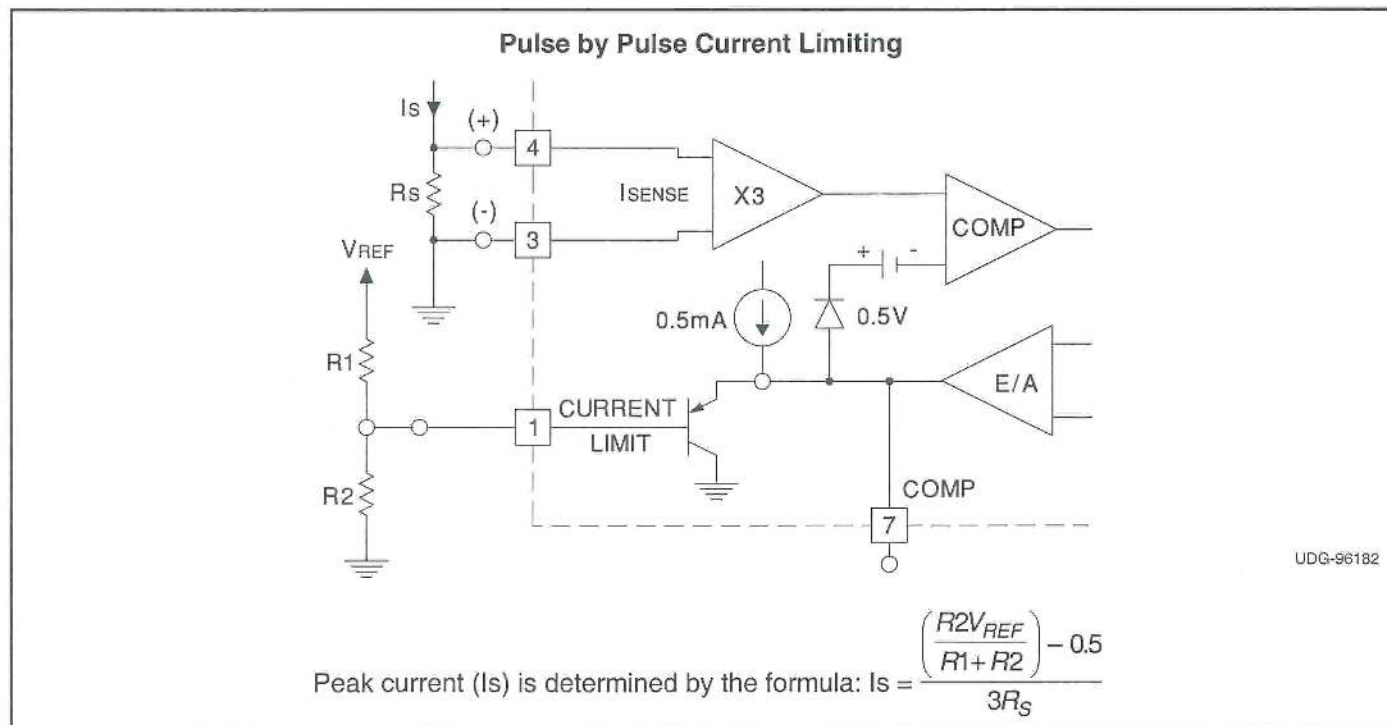 Pulse by Pulse Current Limiting
Is
(+)
4
Rs
ISENSE
X3
(-)
3
COMP
VREF
+ -
0.5mA
0.5V
R1
E/A
1
CURRENT
LIMIT
R2
COMP
7
UDG-96182
Peak current (Is) is determined by the formula: Is = ((R2VREF / R1+ R2) − 0.5) / 3RS